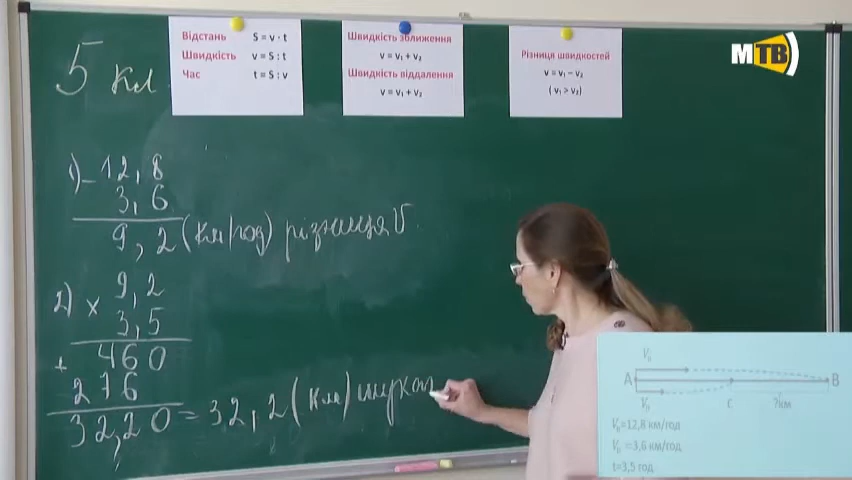 5 кл
Відстань S = v · t
Швидкість v = S : t
Час t = S : v
Швидкість зближення
v = v₁ + v₂
Швидкість віддалення
v = v₁ + v₂
Різниця швидкостей
v = v₁ − v₂
( v₁ > v₂)
МТВ
1) − 12,8
3,6
9,2 (км/год) різниця V
2) × 9,2
3,5
+ 460
276
32,20 = 32,2 (км) шукан
A B
C ?км
=12,8 км/год
=3,6 км/год
t=3,5 год